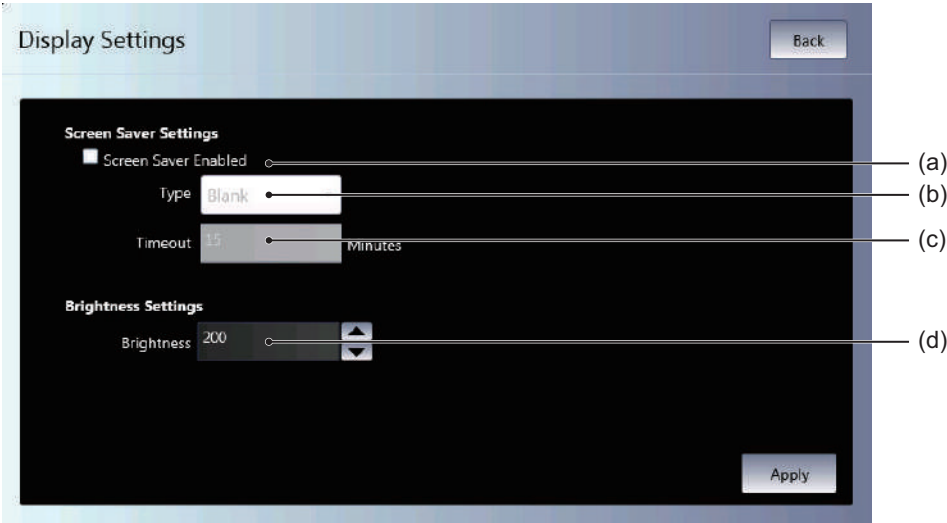 Display Settings
Back
Screen Saver Settings
Screen Saver Enabled
(a)
Type Blank
(b)
Timeout 15 Minutes
(c)
Brightness Settings
Brightness 200
(d)
Apply